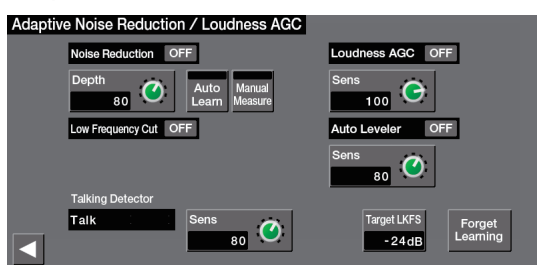 Adaptive Noise Reduction / Loudness AGC
Noise Reduction OFF
Depth
80
Auto
Learn
Manual
Measure
Low Frequency Cut OFF
Loudness AGC OFF
Sens
100
Auto Leveler OFF
Sens
80
Talking Detector
Talk
Sens
80
Target LKFS
-24dB
Forget
Learning